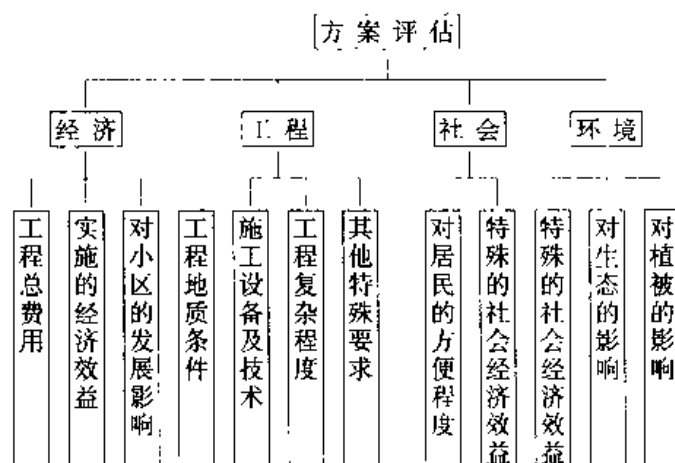 方案评估
经济
工程
社会
环境
工程总费用
实施的经济效益
对小区的发展影响
工程地质条件
施工设备及技术
工程复杂程度
其他特殊要求
对居民的方便程度
特殊的社会经济效益
特殊的社会经济效益
对生态的影响
对植被的影响